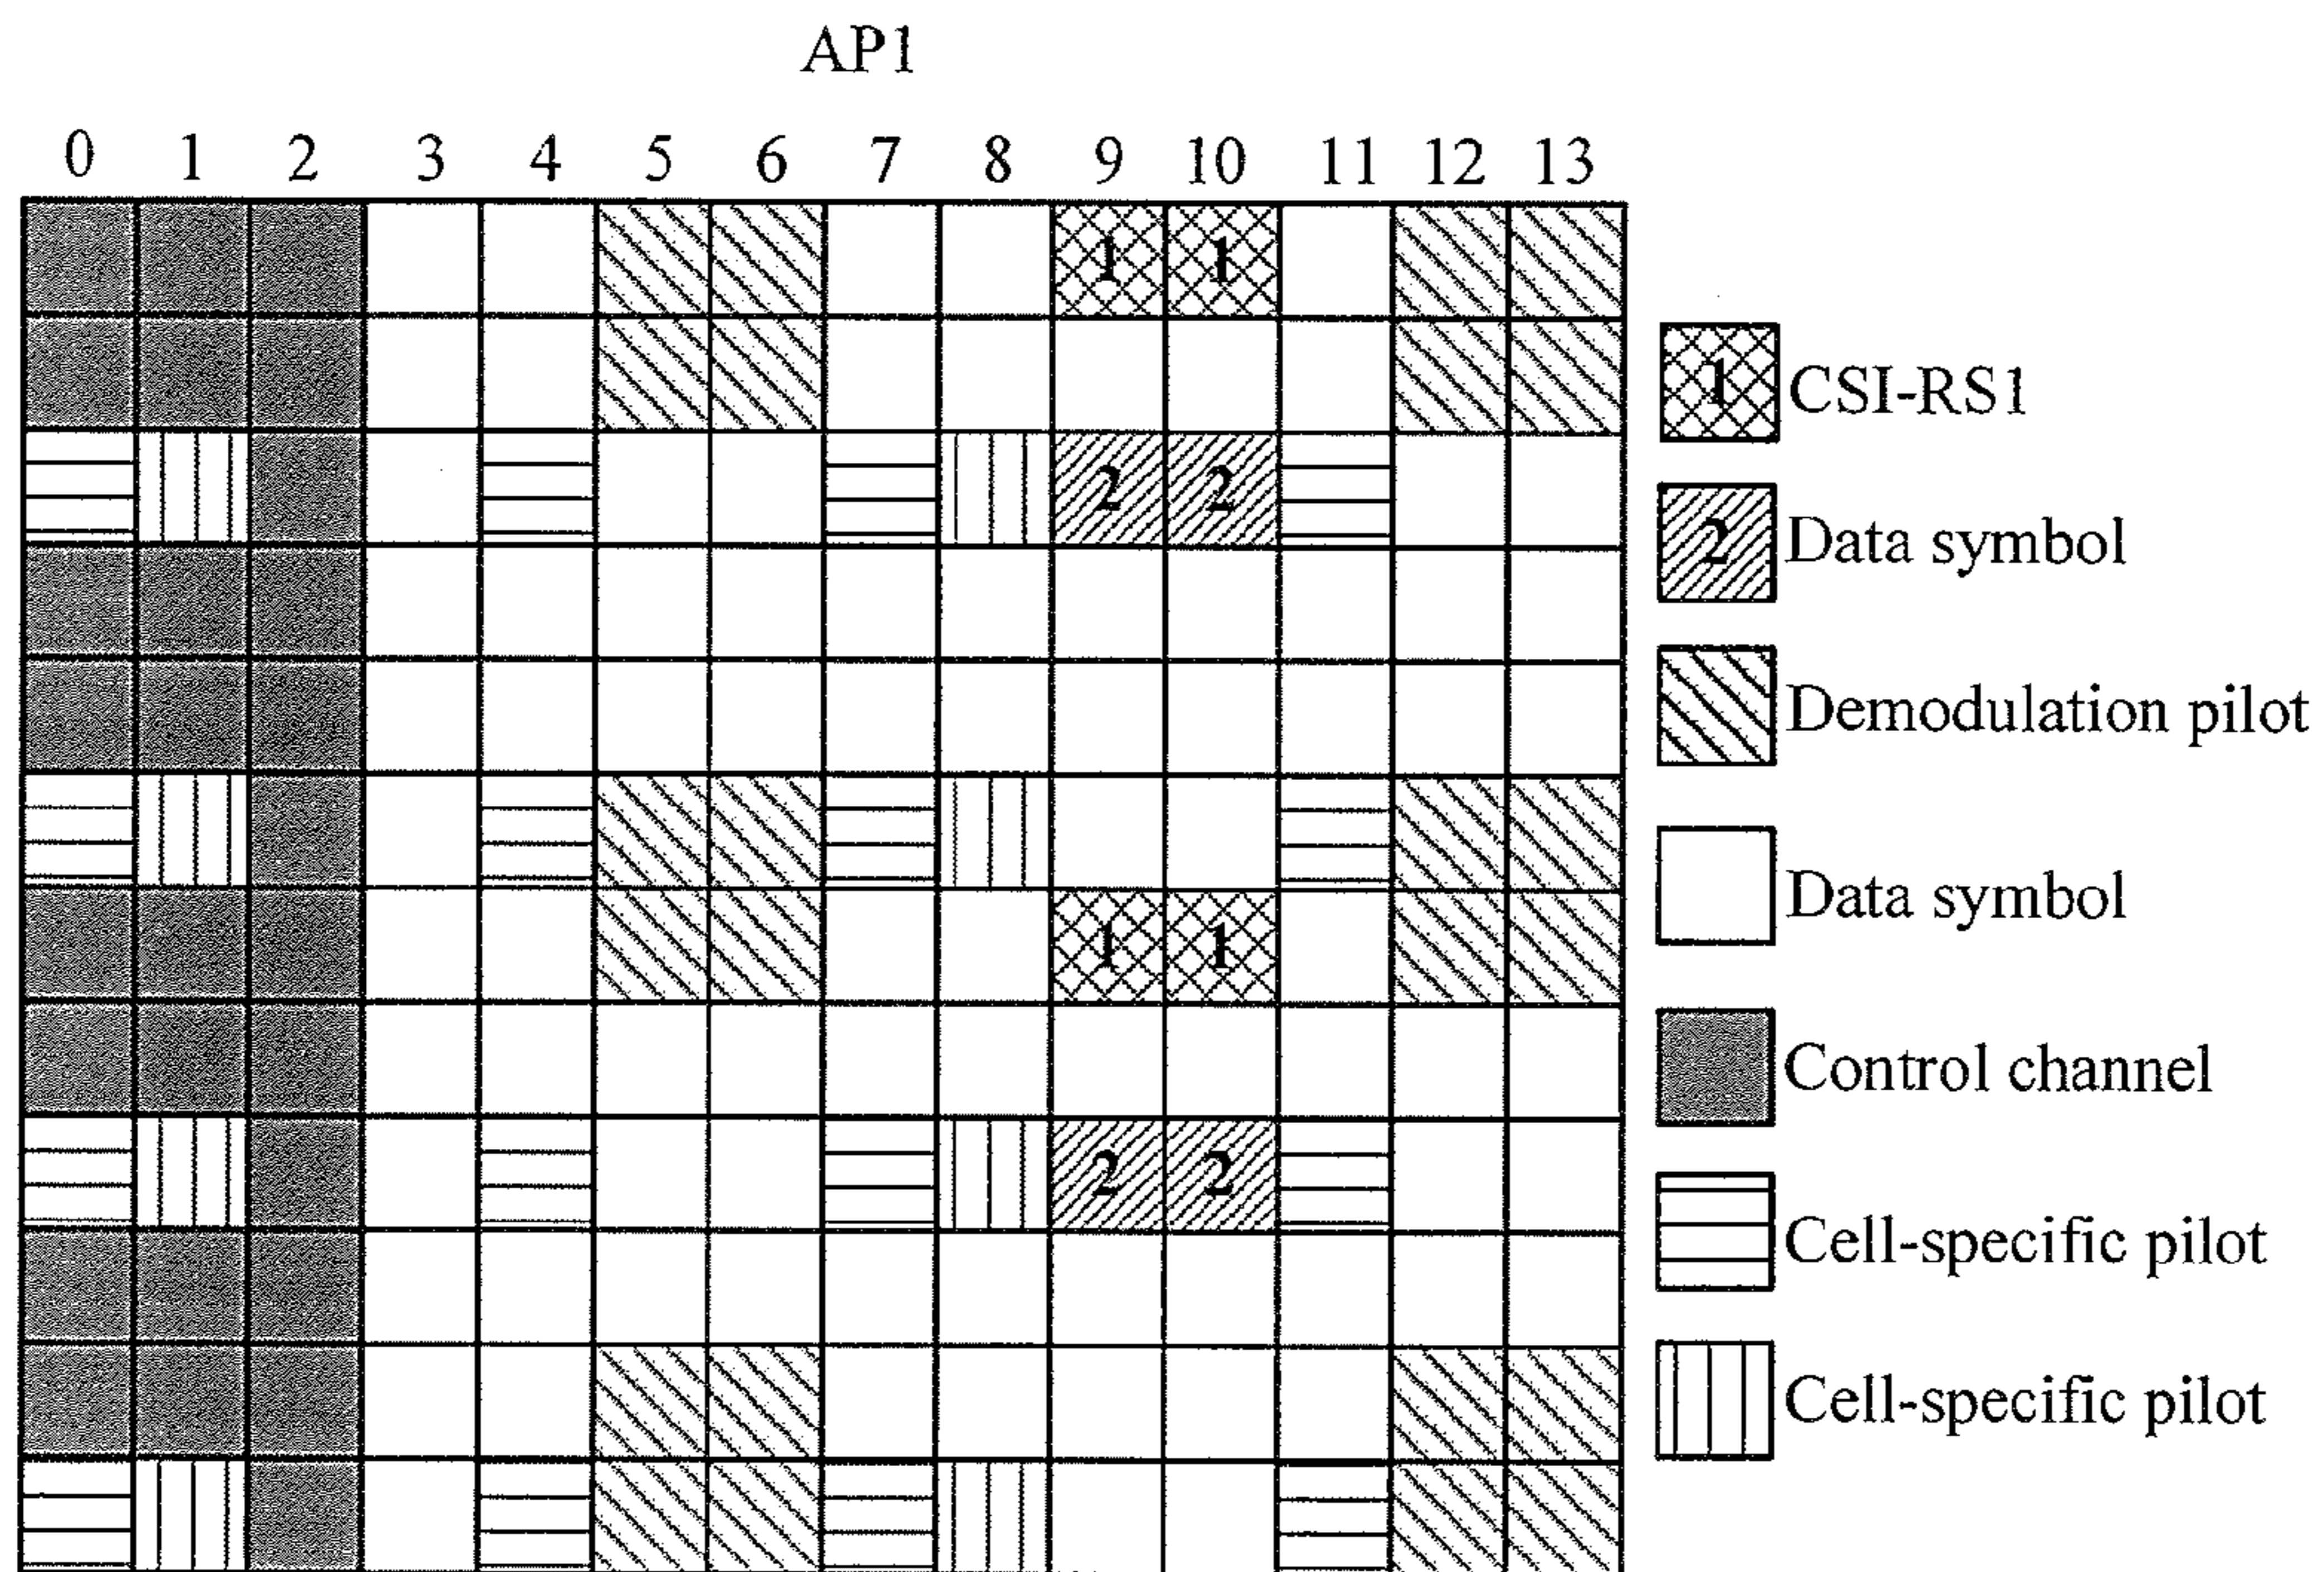 AP1
0 1 2 3 4 5 6 7 8 9 10 11 12 13
1 1
2 2
1 1
2 2
1 CSI-RS1
2 Data symbol
Demodulation pilot
Data symbol
Control channel
Cell-specific pilot
Cell-specific pilot